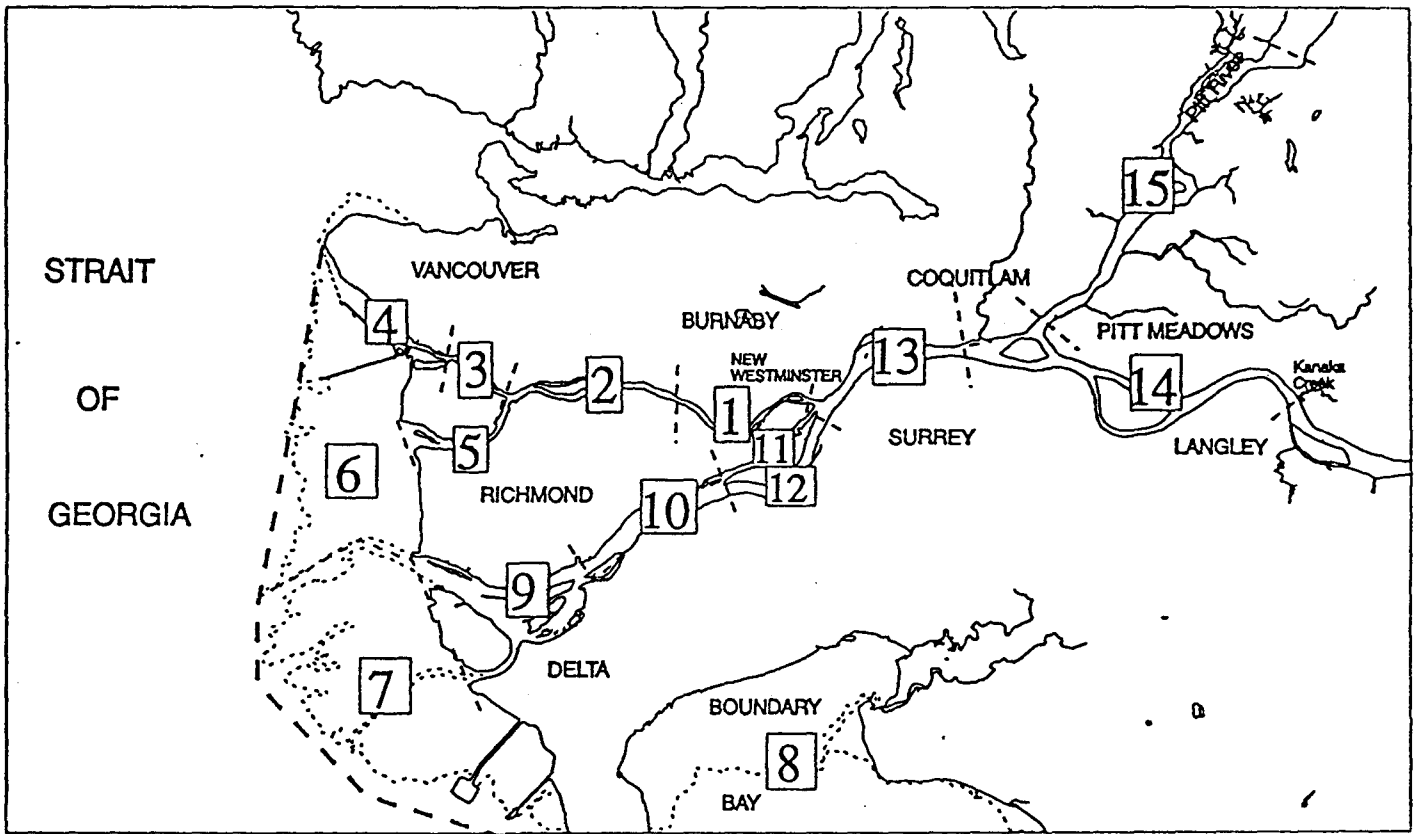 Pitt River
15
STRAIT
VANCOUVER
COQUITLAM
4
BURNABY
PITT MEADOWS
13
3
NEW
WESTMINSTER
2
Kanaka
Creek
14
OF
1
SURREY
LANGLEY
11
5
6
RICHMOND
12
10
GEORGIA
9
DELTA
7
BOUNDARY
8
BAY